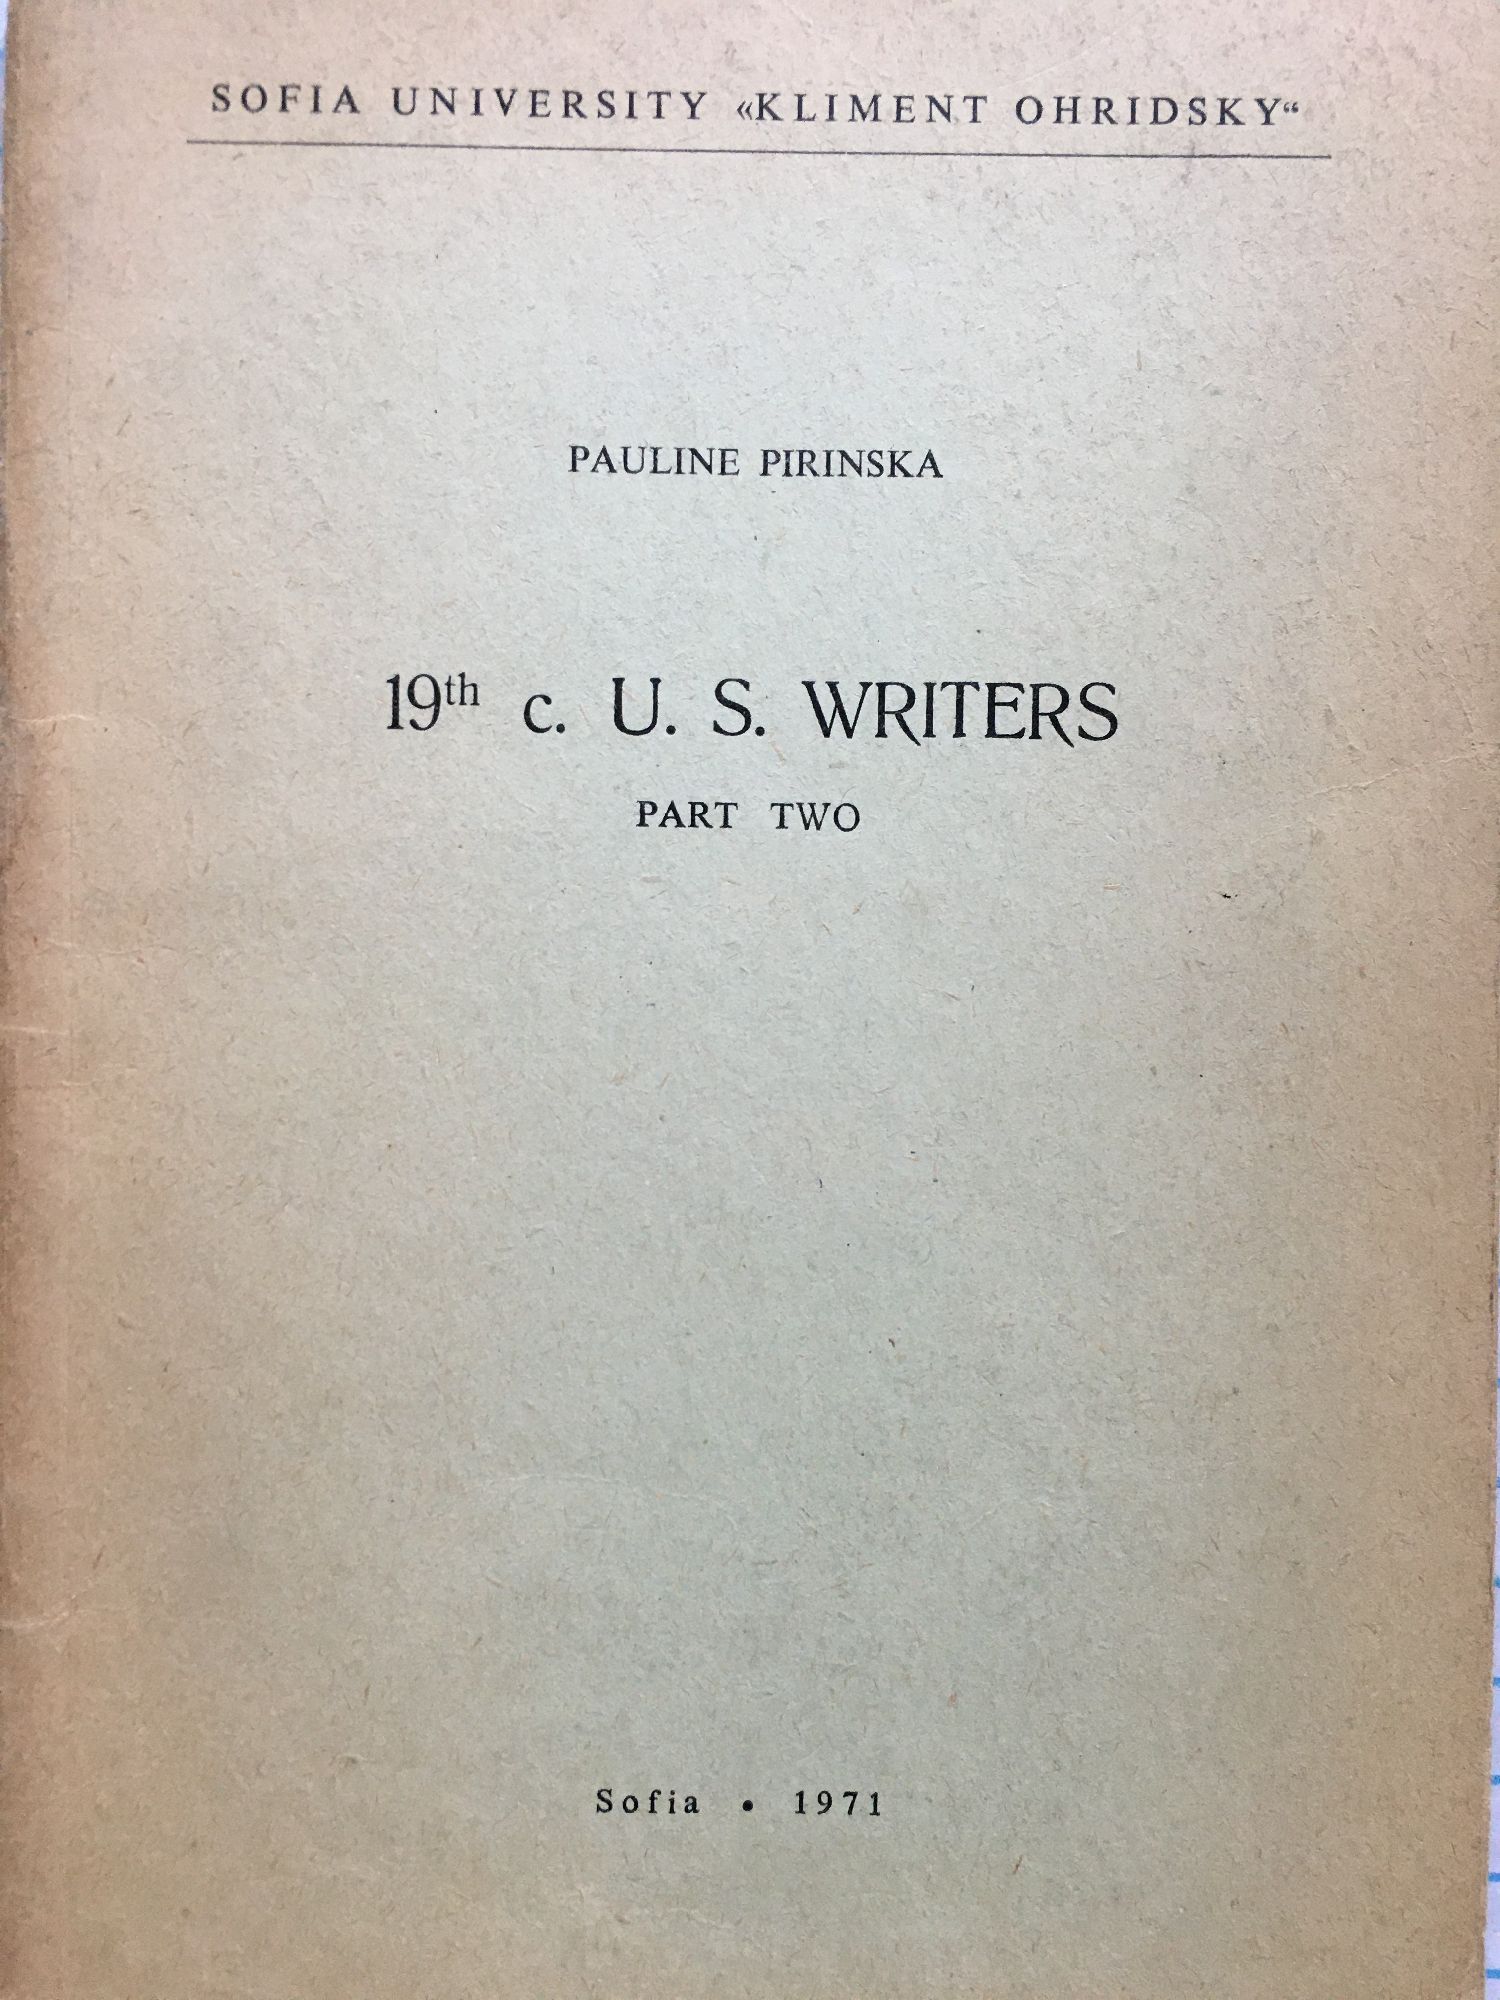 SOFIA UNIVERSITY «KLIMENT OHRIDSKY“
PAULINE PIRINSKA
19th c. U. S. WRITERS
PART TWO
Sofia • 1971